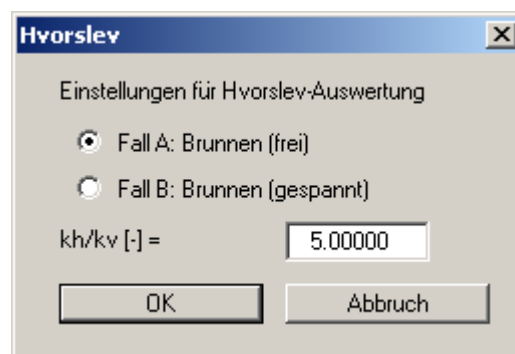 Hvorslev
Einstellungen für Hvorslev-Auswertung
Fall A: Brunnen (frei)
Fall B: Brunnen (gespannt)
kh/kv [-] = 5.00000
OK Abbruch